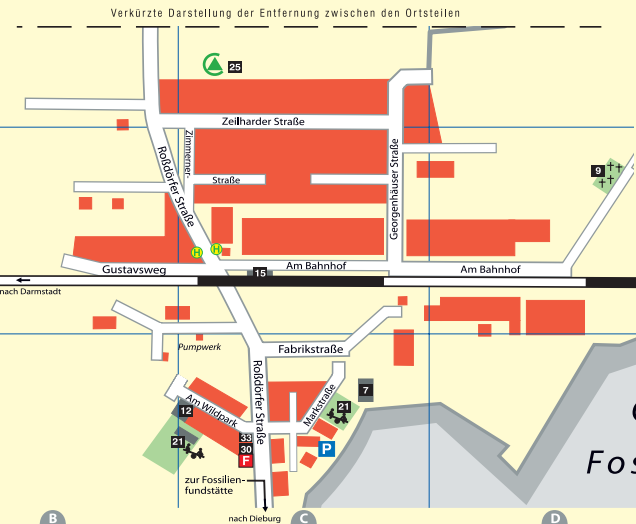 Verkürzte Darstellung der Entfernung zwischen den Ortsteilen
25
Zeilharder Straße
Zimmerner-
Straße
Roßdörfer Straße
Georgenhäuser Straße
9
H
H
Gustavsweg
15
Am Bahnhof
Am Bahnhof
nach Darmstadt
Pumpwerk
Fabrikstraße
Roßdörfer Straße
Am Wildpark
Markstraße
7
12
21
21
33
30
F
P
zur Fossilien-
fundstätte
nach Dieburg
Fos
B
C
D